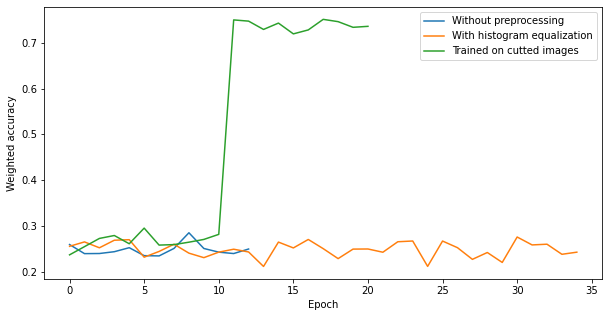 Without preprocessing
With histogram equalization
Trained on cutted images
0.7
0.6
0.5
0.4
0.3
0.2
Weighted accuracy
0 5 10 15 20 25 30 35
Epoch